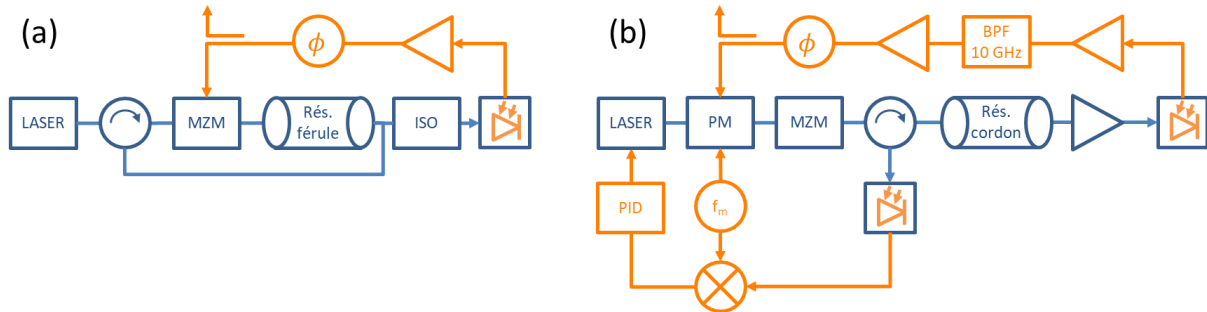 (a)
ϕ
LASER
MZM
Rés.
férule
ISO
(b)
ϕ
BPF
10 GHz
LASER
PM
MZM
Rés.
cordon
PID
fₘ